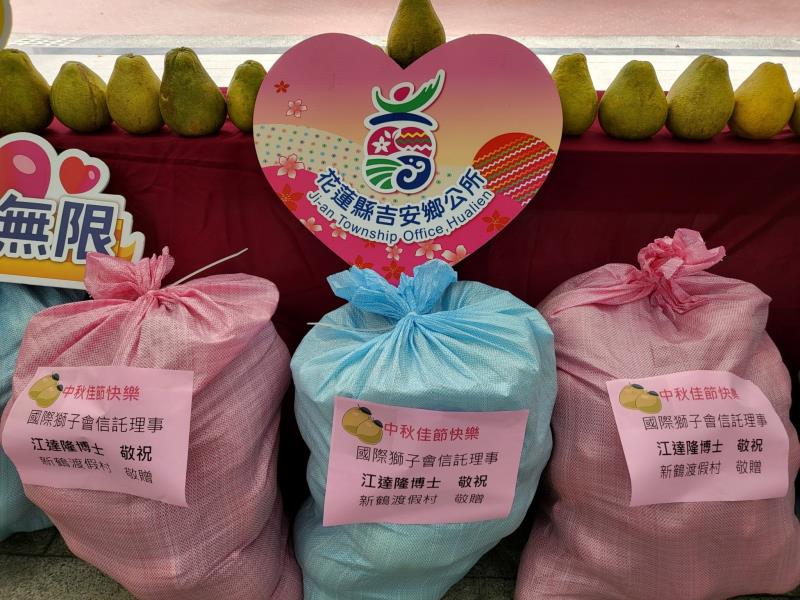 花蓮縣吉安鄉公所
Ji-an Township Office, Hualien
無限
中秋佳節快樂
國際獅子會信託理事
江達隆博士 敬祝
新鶴渡假村 敬贈
中秋佳節快樂
國際獅子會信託理事
江達隆博士 敬祝
新鶴渡假村 敬贈
中秋佳節快樂
國際獅子會信託理事
江達隆博士 敬祝
新鶴渡假村 敬贈